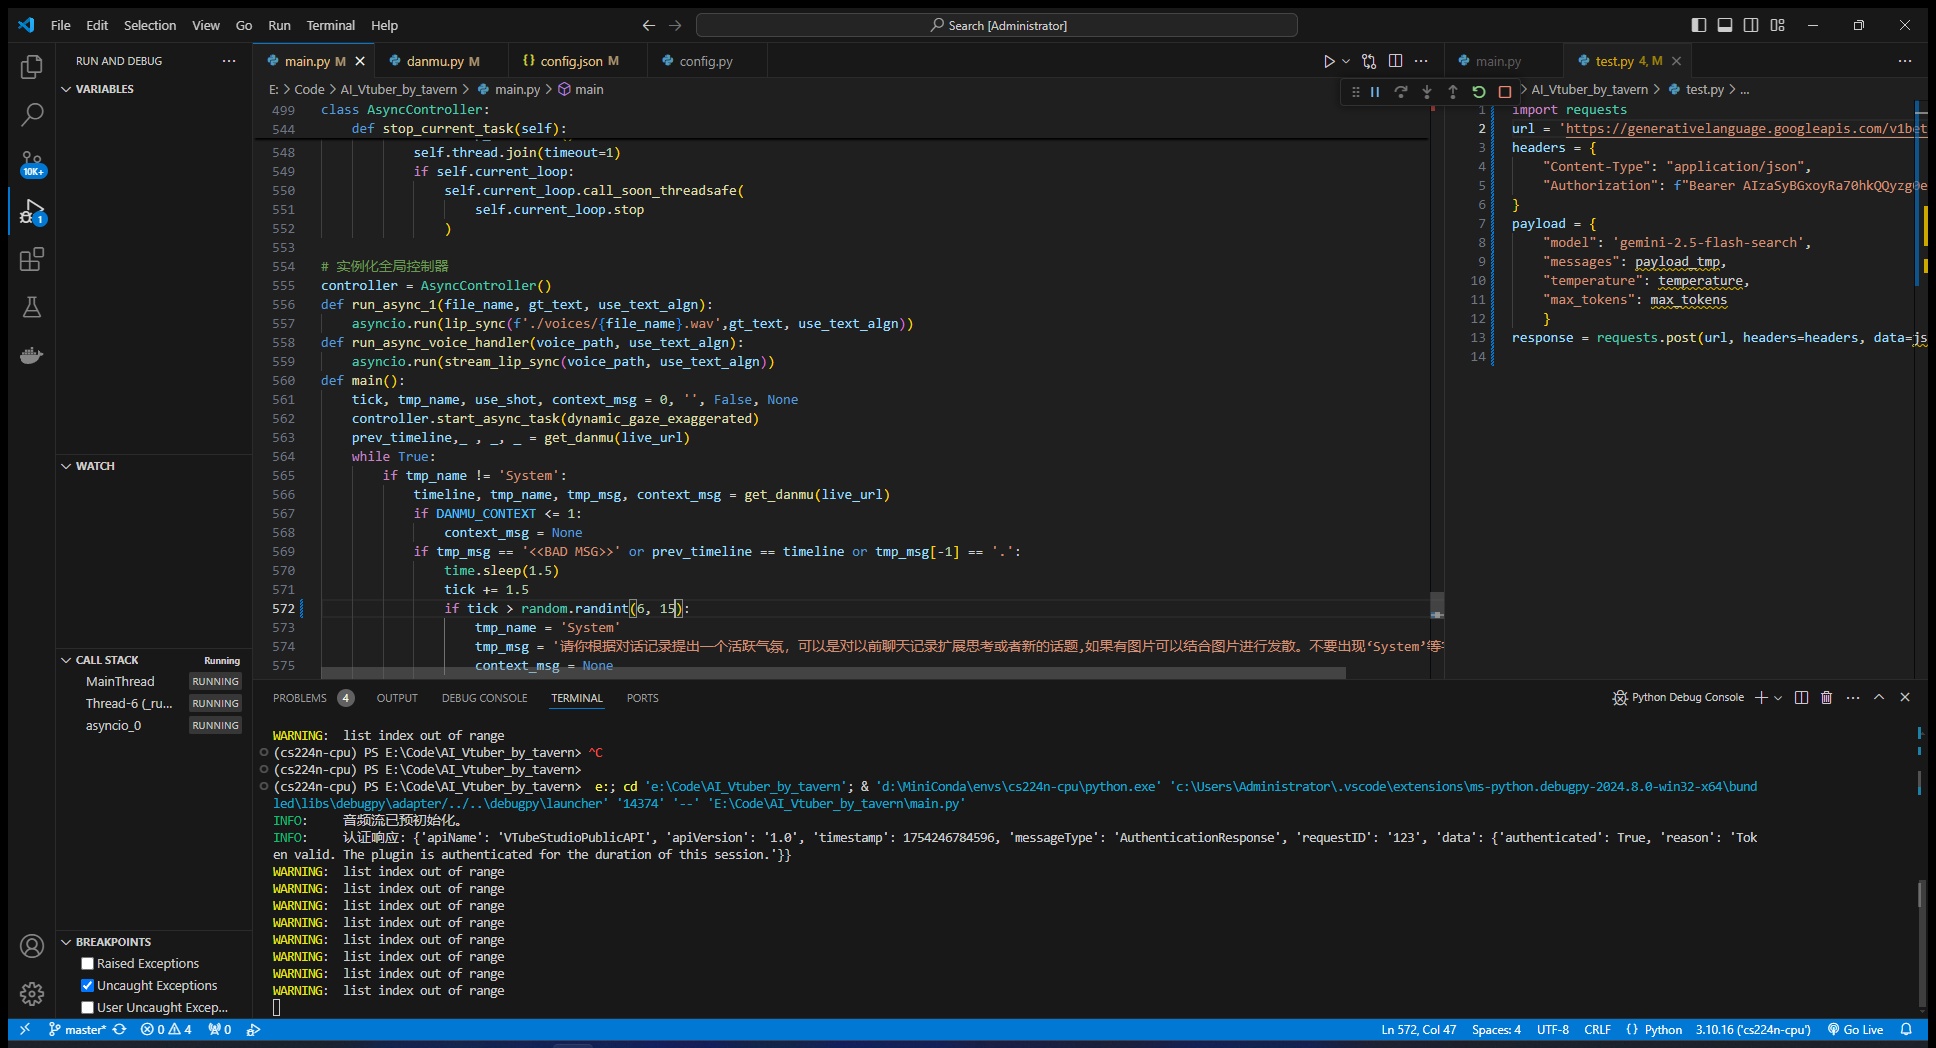 File Edit Selection View Go Run Terminal Help
Search [Administrator]
RUN AND DEBUG
VARIABLES
WATCH
CALL STACK Running
MainThread RUNNING
Thread-6 (_ru... RUNNING
asyncio_0 RUNNING
BREAKPOINTS
Raised Exceptions
Uncaught Exceptions
User Uncaught Excep...
10K+
1
main.py M danmu.py M {} config.json M config.py
E: > Code > AI_Vtuber_by_tavern > main.py > main
499 class AsyncController:
544 def stop_current_task(self):
548 self.thread.join(timeout=1)
549 if self.current_loop:
550 self.current_loop.call_soon_threadsafe(
551 self.current_loop.stop
552 )
553
554 # 实例化全局控制器
555 controller = AsyncController()
556 def run_async_1(file_name, gt_text, use_text_algn):
557 asyncio.run(lip_sync(f'./voices/{file_name}.wav',gt_text, use_text_algn))
558 def run_async_voice_handler(voice_path, use_text_algn):
559 asyncio.run(stream_lip_sync(voice_path, use_text_algn))
560 def main():
561 tick, tmp_name, use_shot, context_msg = 0, '', False, None
562 controller.start_async_task(dynamic_gaze_exaggerated)
563 prev_timeline,_ , _, _ = get_danmu(live_url)
564 while True:
565 if tmp_name != 'System':
566 timeline, tmp_name, tmp_msg, context_msg = get_danmu(live_url)
567 if DANMU_CONTEXT <= 1:
568 context_msg = None
569 if tmp_msg == '<<BAD MSG>>' or prev_timeline == timeline or tmp_msg[-1] == '.':
570 time.sleep(1.5)
571 tick += 1.5
572 if tick > random.randint(6, 15):
573 tmp_name = 'System'
574 tmp_msg = '请你根据对话记录提出一个活跃气氛，可以是对以前聊天记录扩展思考或者新的话题,如果有图片可以结合图片进行发散。不要出现‘System’等
575 context_msg = None
main.py test.py 4, M
AI_Vtuber_by_tavern > test.py > ...
1 import requests
2 url = 'https://generativelanguage.googleapis.com/v1bet
3 headers = {
4 "Content-Type": "application/json",
5 "Authorization": f"Bearer AIzaSyBGxoyRa70hkQQyzg
6 }
7 payload = {
8 "model": 'gemini-2.5-flash-search',
9 "messages": payload_tmp,
10 "temperature": temperature,
11 "max_tokens": max_tokens
12 }
13 response = requests.post(url, headers=headers, data=js
14
PROBLEMS 4 OUTPUT DEBUG CONSOLE TERMINAL PORTS
Python Debug Console
WARNING: list index out of range
(cs224n-cpu) PS E:\Code\AI_Vtuber_by_tavern> ^C
(cs224n-cpu) PS E:\Code\AI_Vtuber_by_tavern>
(cs224n-cpu) PS E:\Code\AI_Vtuber_by_tavern> e:; cd 'e:\Code\AI_Vtuber_by_tavern'; & 'd:\MiniConda\envs\cs224n-cpu\python.exe' 'c:\Users\Administrator\.vscode\extensions\ms-python.debugpy-2024.8.0-win32-x64\bund
led\libs\debugpy\adapter/../..\debugpy\launcher' '14374' '--' 'E:\Code\AI_Vtuber_by_tavern\main.py'
INFO: 音频流已预初始化。
INFO: 认证响应: {'apiName': 'VTubeStudioPublicAPI', 'apiVersion': '1.0', 'timestamp': 1754246784596, 'messageType': 'AuthenticationResponse', 'requestID': '123', 'data': {'authenticated': True, 'reason': 'Tok
en valid. The plugin is authenticated for the duration of this session.'}}
WARNING: list index out of range
WARNING: list index out of range
WARNING: list index out of range
WARNING: list index out of range
WARNING: list index out of range
WARNING: list index out of range
WARNING: list index out of range
WARNING: list index out of range
master* 0 4 0
Ln 572, Col 47 Spaces: 4 UTF-8 CRLF {} Python 3.10.16 ('cs224n-cpu') Go Live